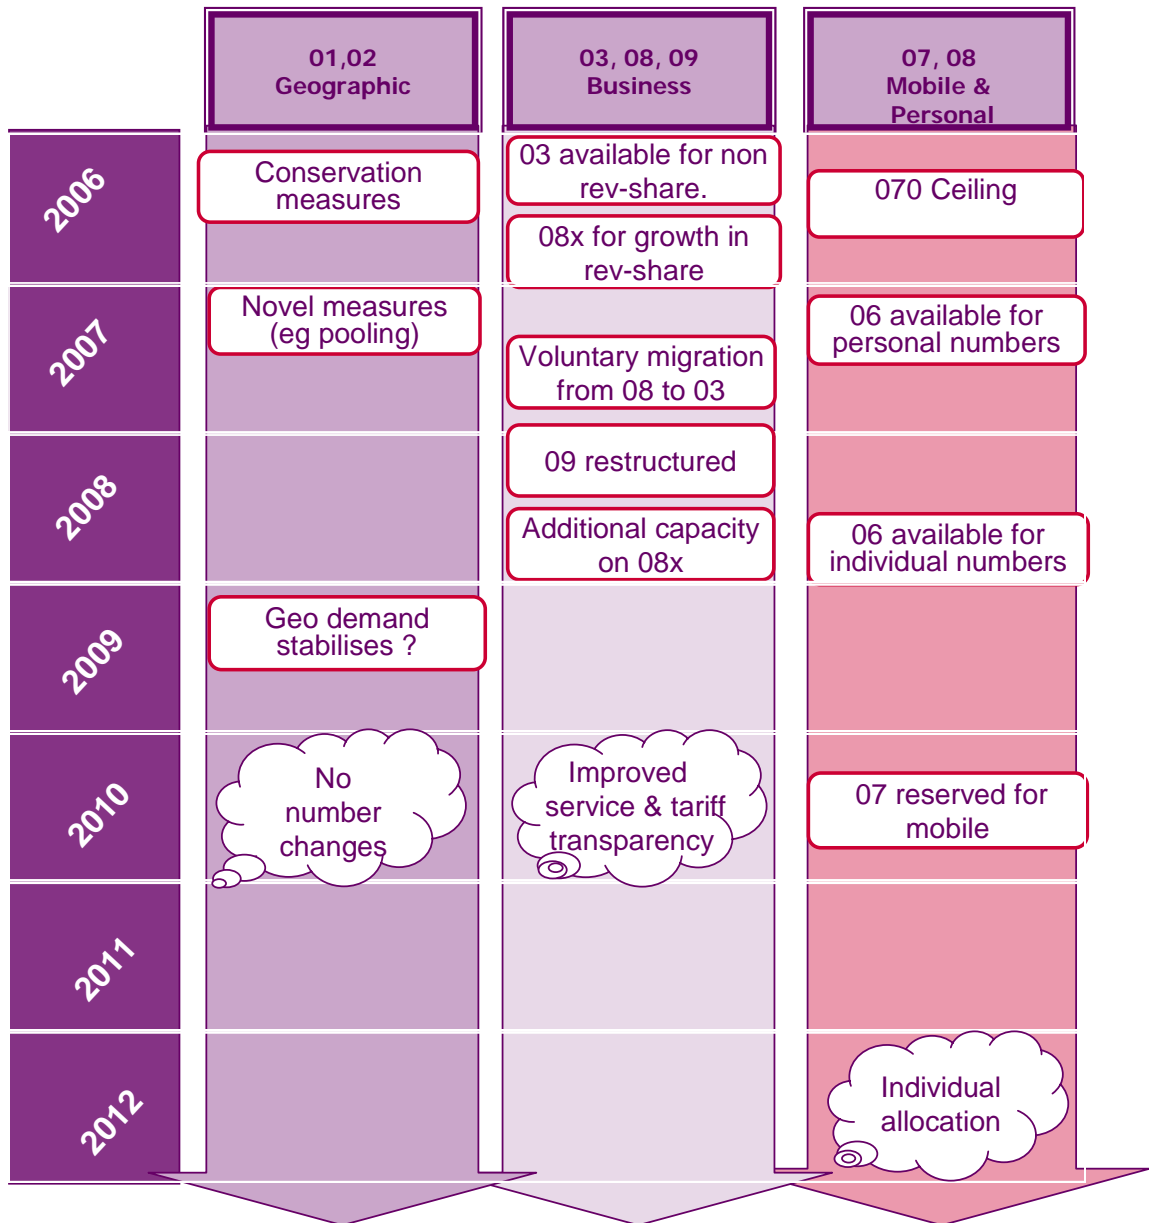 01,02
Geographic
03, 08, 09
Business
07, 08
Mobile &
Personal
2006
Conservation
measures
03 available for non
rev-share.
08x for growth in
rev-share
070 Ceiling
2007
Novel measures
(eg pooling)
Voluntary migration
from 08 to 03
06 available for
personal numbers
2008
09 restructured
Additional capacity
on 08x
06 available for
individual numbers
2009
Geo demand
stabilises ?
2010
No
number
changes
Improved
service & tariff
transparency
07 reserved for
mobile
2011
2012
Individual
allocation